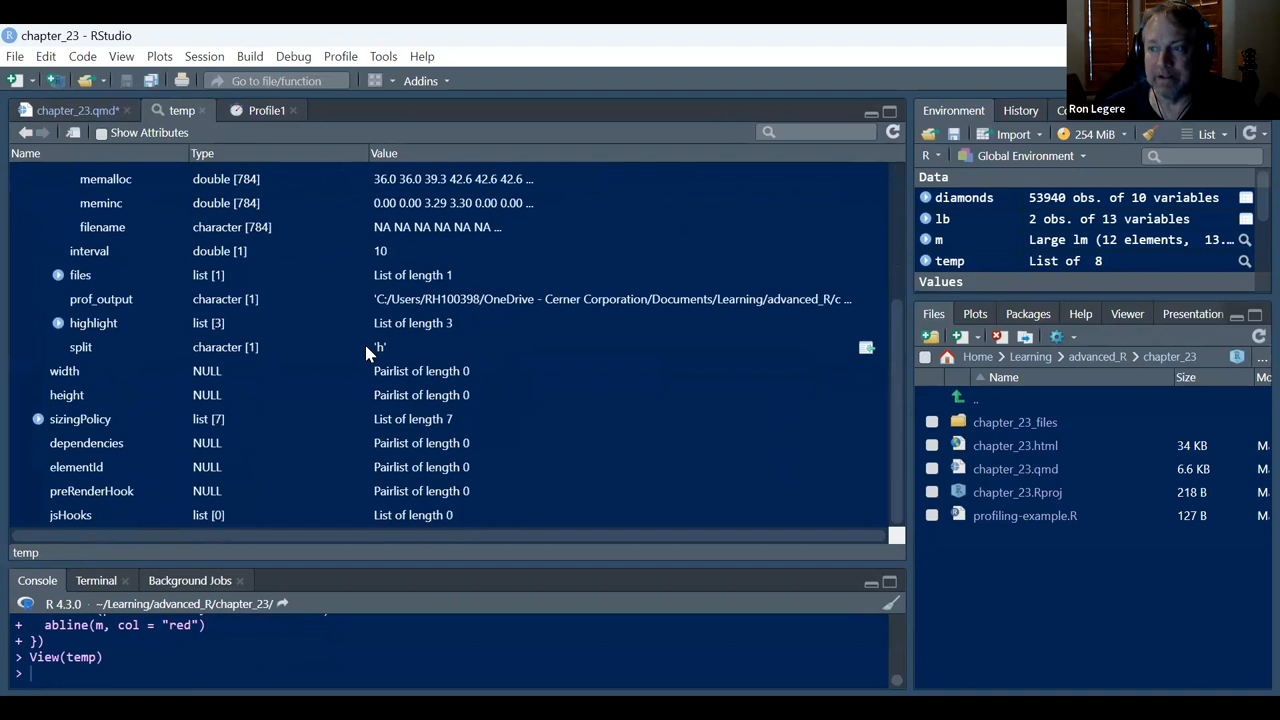 chapter_23 - RStudio
File Edit Code View Plots Session Build Debug Profile Tools Help
Go to file/function Addins
Ron Legere
chapter_23.qmd* temp Profile1
Show Attributes
Name Type Value
memalloc double [784] 36.0 36.0 39.3 42.6 42.6 42.6 ...
meminc double [784] 0.00 0.00 3.29 3.30 0.00 0.00 ...
filename character [784] NA NA NA NA NA NA ...
interval double [1] 10
files list [1] List of length 1
prof_output character [1] 'C:/Users/RH100398/OneDrive - Cerner Corporation/Documents/Learning/advanced_R/c ...
highlight list [3] List of length 3
split character [1] 'h'
width NULL Pairlist of length 0
height NULL Pairlist of length 0
sizingPolicy list [7] List of length 7
dependencies NULL Pairlist of length 0
elementId NULL Pairlist of length 0
preRenderHook NULL Pairlist of length 0
jsHooks list [0] List of length 0
temp
Console Terminal Background Jobs
R 4.3.0 · ~/Learning/advanced_R/chapter_23/
+ abline(m, col = "red")
+ })
> View(temp)
>
Environment History Co
Import 254 MiB List
R Global Environment
Data
diamonds 53940 obs. of 10 variables
lb 2 obs. of 13 variables
m Large lm (12 elements, 13...
temp List of 8
Values
Files Plots Packages Help Viewer Presentation
Home Learning advanced_R chapter_23 ...
Name Size Mo
..
chapter_23_files
chapter_23.html 34 KB M
chapter_23.qmd 6.6 KB M
chapter_23.Rproj 218 B M
profiling-example.R 127 B M